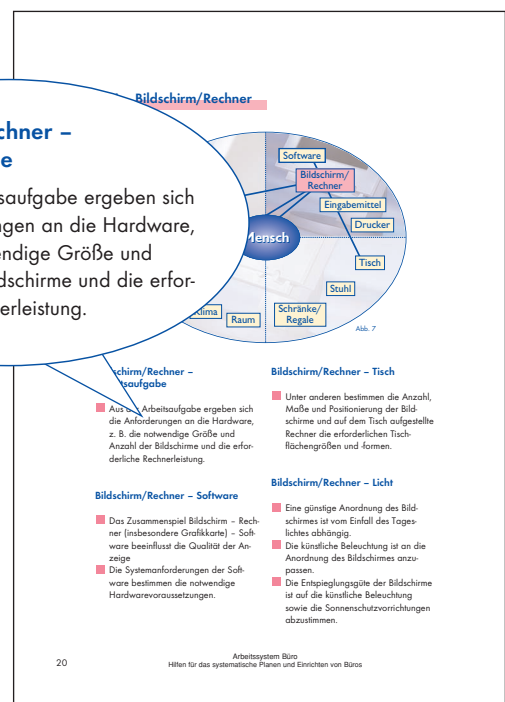 Bildschirm/Rechner
chner –
e
saufgabe ergeben sich
ngen an die Hardware,
endige Größe und
dschirme und die erfor-
erleistung.
Software
Bildschirm/
Rechner
Eingabemittel
Drucker
Mensch
Tisch
Stuhl
Schränke/
Regale
Raum
lima
Abb. 7
schirm/Rechner –
tsaufgabe
Aus d Arbeitsaufgabe ergeben sich
die Anforderungen an die Hardware,
z. B. die notwendige Größe und
Anzahl der Bildschirme und die erfor-
derliche Rechnerleistung.
Bildschirm/Rechner – Software
Das Zusammenspiel Bildschirm – Rech-
ner (insbesondere Grafikkarte) – Soft-
ware beeinflusst die Qualität der An-
zeige
Die Systemanforderungen der Soft-
ware bestimmen die notwendige
Hardwarevoraussetzungen.
Bildschirm/Rechner – Tisch
Unter anderen bestimmen die Anzahl,
Maße und Positionierung der Bild-
schirme und auf dem Tisch aufgestellte
Rechner die erforderlichen Tisch-
flächengrößen und -formen.
Bildschirm/Rechner – Licht
Eine günstige Anordnung des Bild-
schirmes ist vom Einfall des Tages-
lichtes abhängig.
Die künstliche Beleuchtung ist an die
Anordnung des Bildschirmes anzu-
passen.
Die Entspieglungsgüte der Bildschirme
ist auf die künstliche Beleuchtung
sowie die Sonnenschutzvorrichtungen
abzustimmen.
20
Arbeitssystem Büro
Hilfen für das systematische Planen und Einrichten von Büros